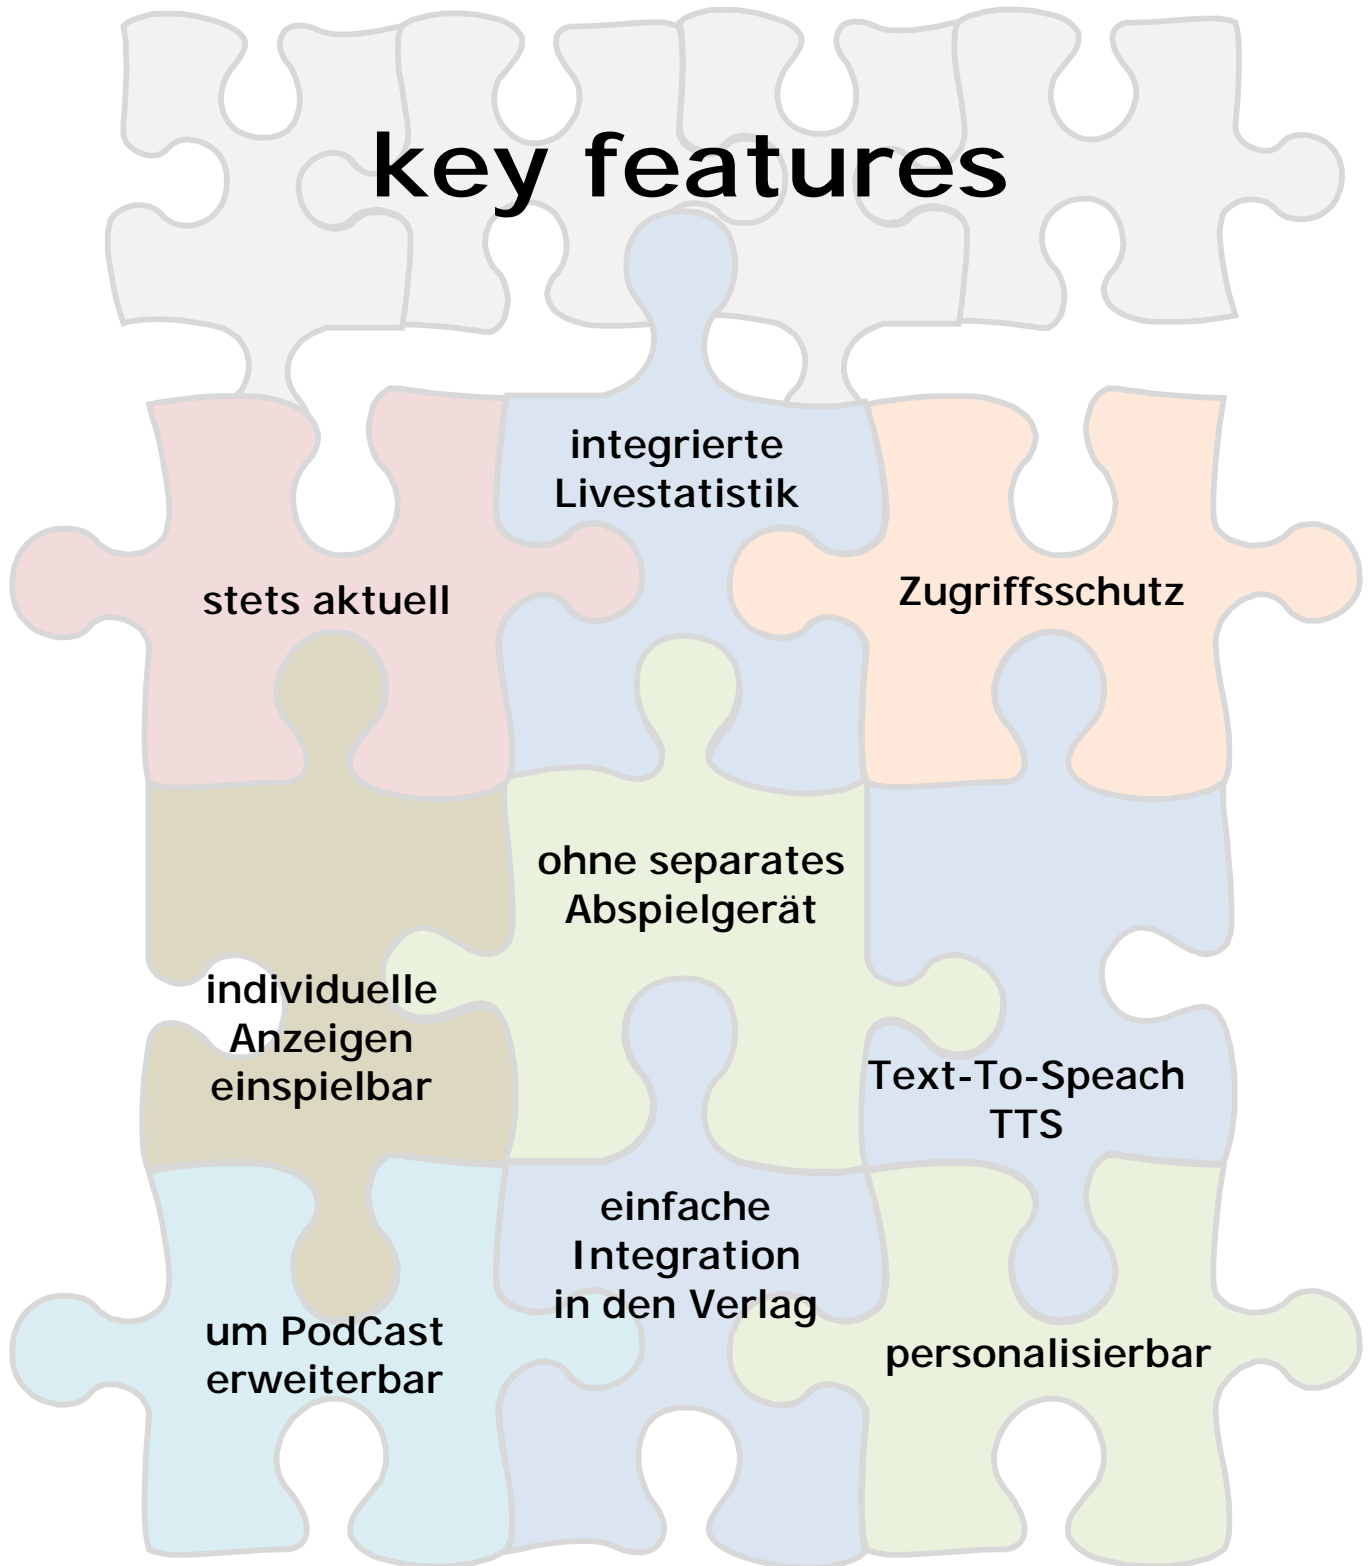 key features
integrierte
Livestatistik
stets aktuell
Zugriffsschutz
ohne separates
Abspielgerät
individuelle
Anzeigen
einspielbar
Text-To-Speach
TTS
einfache
Integration
in den Verlag
um PodCast
erweiterbar
personalisierbar